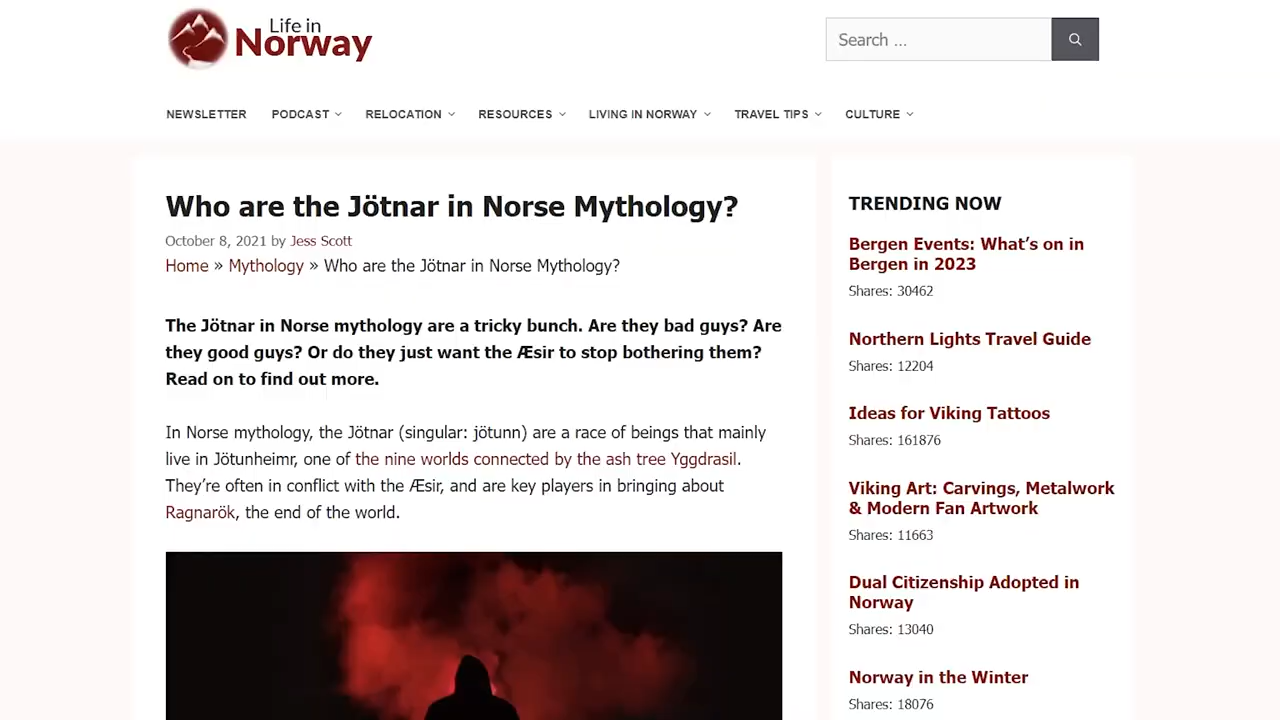 Life in
Norway
Search ...
NEWSLETTER PODCAST RELOCATION RESOURCES LIVING IN NORWAY TRAVEL TIPS CULTURE
Who are the Jötnar in Norse Mythology?
October 8, 2021 by Jess Scott
Home » Mythology » Who are the Jötnar in Norse Mythology?
The Jötnar in Norse mythology are a tricky bunch. Are they bad guys? Are
they good guys? Or do they just want the Æsir to stop bothering them?
Read on to find out more.
In Norse mythology, the Jötnar (singular: jötunn) are a race of beings that mainly
live in Jötunheimr, one of the nine worlds connected by the ash tree Yggdrasil.
They’re often in conflict with the Æsir, and are key players in bringing about
Ragnarök, the end of the world.
TRENDING NOW
Bergen Events: What’s on in
Bergen in 2023
Shares: 30462
Northern Lights Travel Guide
Shares: 12204
Ideas for Viking Tattoos
Shares: 161876
Viking Art: Carvings, Metalwork
& Modern Fan Artwork
Shares: 11663
Dual Citizenship Adopted in
Norway
Shares: 13040
Norway in the Winter
Shares: 18076